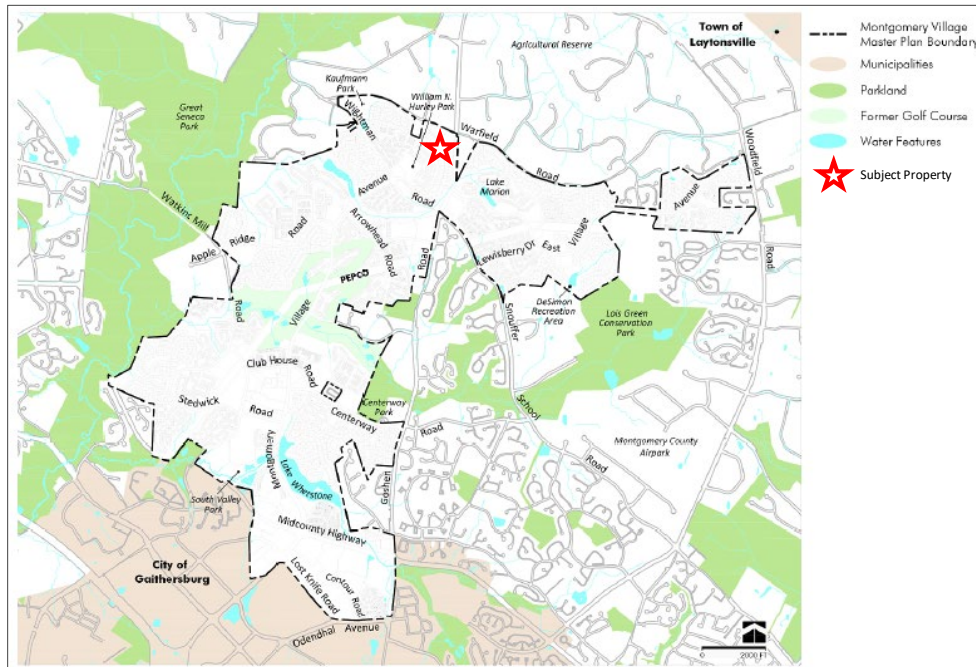 Town of
Laytonsville
Agricultural Reserve
Kaufmann
Park
William N.
Hurley Park
Great
Seneca
Park
Wightman
Warfield
Road
Woodfield
Road
Lake
Marion
Avenue
Avenue
Road
Watkins Mill
Road
Apple Ridge Road
Arrowhead
Road
Road
Lewisberry Dr
East
Village
PEPCO
Village
DeSimon
Recreation
Area
Lois Green
Conservation
Park
Snouffer
School
Road
Club House
Road
Stedwick
Road
Centerway
Road
Centerway
Park
Montgomery County
Airpark
Goshen
Montgomery
Lake Whetstone
South Valley
Park
Midcounty Highway
City of
Gaithersburg
Lost Knife Road
Contour
Road
Odendhal Avenue
0
2000 FT
Montgomery Village
Master Plan Boundary
Municipalities
Parkland
Former Golf Course
Water Features
Subject Property